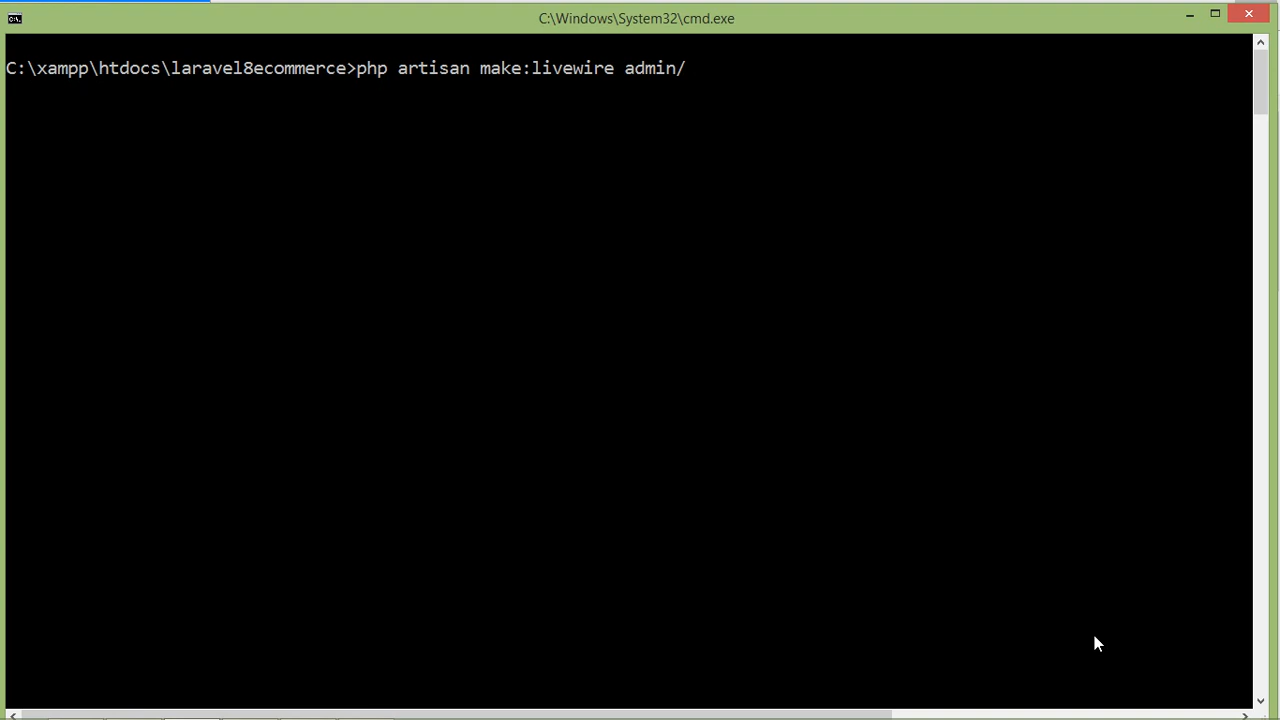 C:\Windows\System32\cmd.exe
C:\xampp\htdocs\laravel8ecommerce>php artisan make:livewire admin/